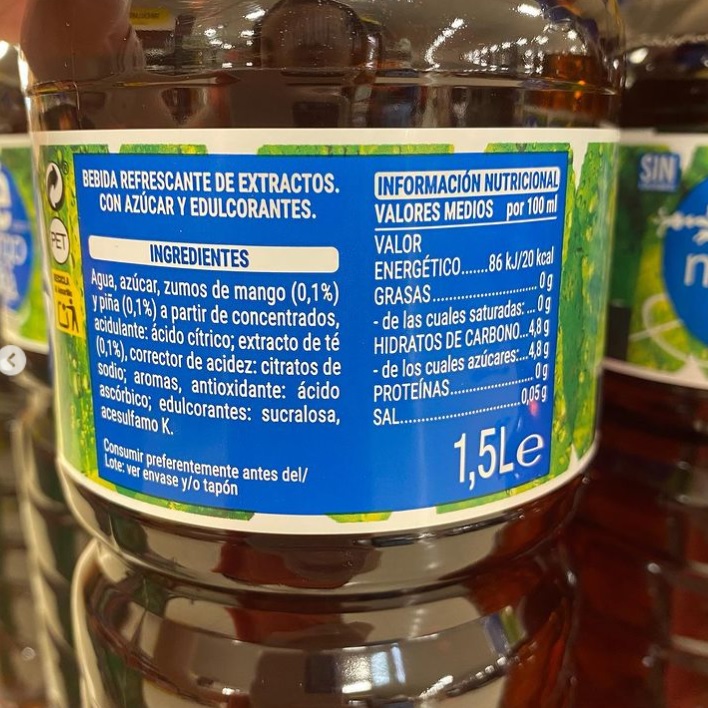 BEBIDA REFRESCANTE DE EXTRACTOS.
CON AZÚCAR Y EDULCORANTES.
INGREDIENTES
Agua, azúcar, zumos de mango (0,1%)
y piña (0,1%) a partir de concentrados,
acidulante: ácido cítrico; extracto de té
(0,1%), corrector de acidez: citratos de
sodio; aromas, antioxidante: ácido
ascórbico; edulcorantes: sucralosa,
acesulfamo K.
Consumir preferentemente antes del/
Lote: ver envase y/o tapón
INFORMACIÓN NUTRICIONAL
VALORES MEDIOS por 100 ml
VALOR
ENERGÉTICO.......86 kJ/20 kcal
GRASAS....................0 g
- de las cuales saturadas:...0 g
HIDRATOS DE CARBONO...4,8 g
- de los cuales azúcares:...4,8 g
PROTEÍNAS.................0 g
SAL.......................0,05 g
1,5L e
PET
SIN